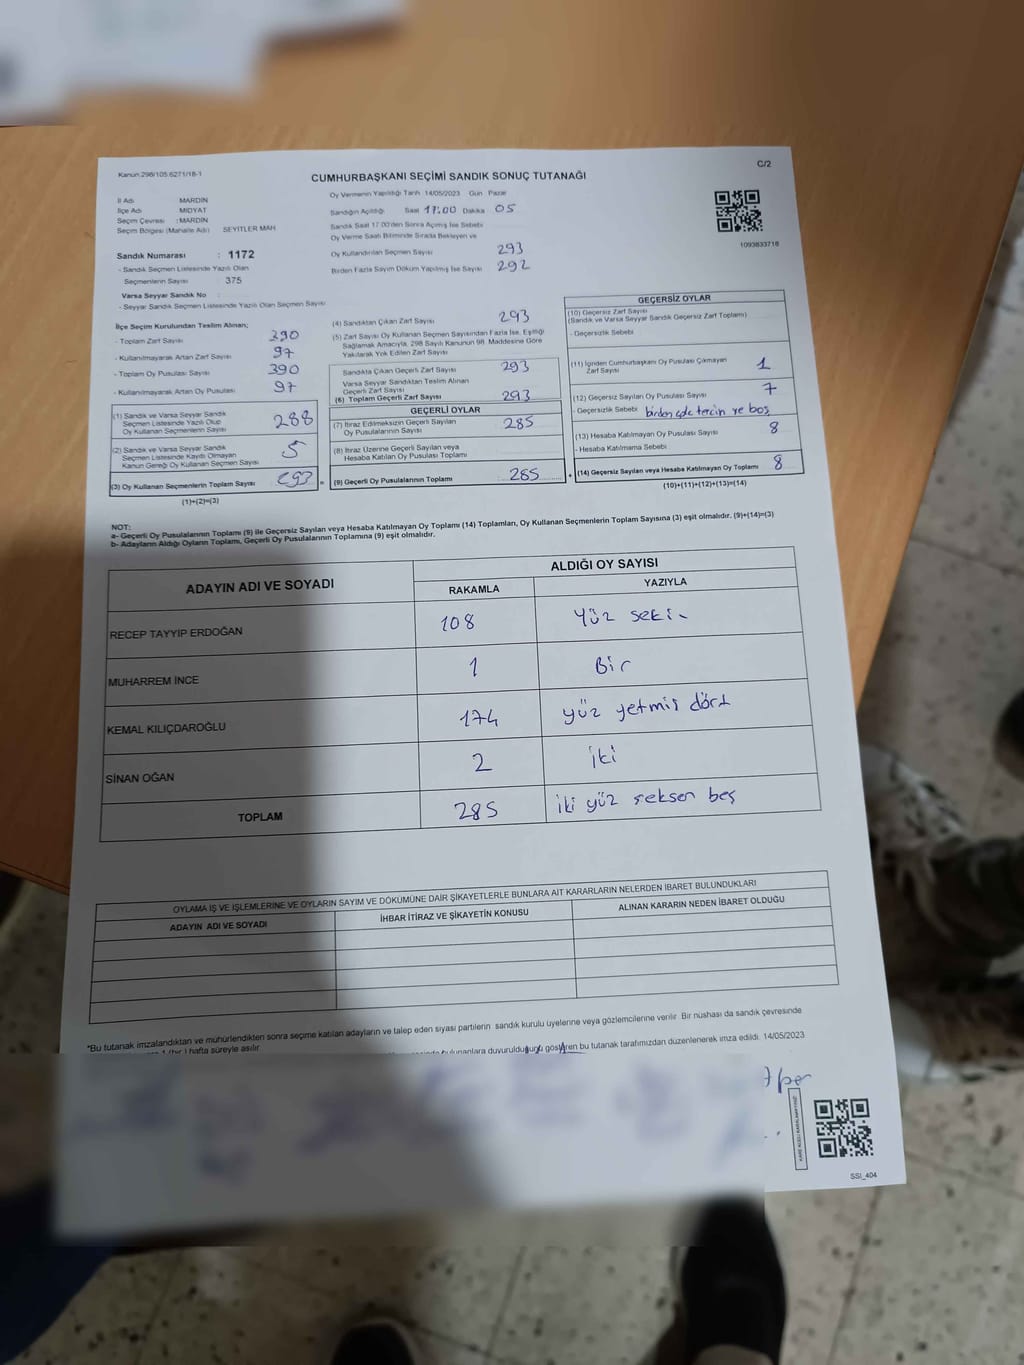 Kanun:298/105;6271/18-1
C/2
CUMHURBAŞKANI SEÇİMİ SANDIK SONUÇ TUTANAĞI
İl Adı MARDİN
İlçe Adı MİDYAT
Seçim Çevresi : MARDİN
Seçim Bölgesi (Mahalle Adı) SEYİTLER MAH
Sandık Numarası : 1172
- Sandık Seçmen Listesinde Yazılı Olan
Seçmenlerin Sayısı : 375
Varsa Seyyar Sandık No
- Seyyar Sandık Seçmen Listesinde Yazılı Olan Seçmen Sayısı
Oy Vermenin Yapıldığı Tarih 14/05/2023 Gün Pazar
Sandığın Açıldığı Saat 17:00 Dakika 05
Sandık Saat 17.00'den Sonra Açılmış İse Sebebi
Oy Verme Saati Bitiminde Sırada Bekleyen ve
Oy Kullandırılan Seçmen Sayısı 293
Birden Fazla Sayım Döküm Yapılmış İse Sayısı 292
1093833718
İlçe Seçim Kurulundan Teslim Alınan;
- Toplam Zarf Sayısı 390
- Kullanılmayarak Artan Zarf Sayısı 97
- Toplam Oy Pusulası Sayısı 390
- Kullanılmayarak Artan Oy Pusulası 97
(1) Sandık ve Varsa Seyyar Sandık
Seçmen Listesinde Yazılı Olup
Oy Kullanan Seçmenlerin Sayısı 288
(2) Sandık ve Varsa Seyyar Sandık
Seçmen Listesinde Kayıtlı Olmayan
Kanun Gereği Oy Kullanan Seçmen Sayısı 5
(3) Oy Kullanan Seçmenlerin Toplam Sayısı 293 =
(1)+(2)=(3)
(4) Sandıktan Çıkan Zarf Sayısı 293
(5) Zarf Sayısı Oy Kullanan Seçmen Sayısından Fazla İse, Eşitliği
Sağlamak Amacıyla, 298 Sayılı Kanunun 98. Maddesine Göre
Yakılarak Yok Edilen Zarf Sayısı
Sandıkta Çıkan Geçerli Zarf Sayısı 293
Varsa Seyyar Sandıktan Teslim Alınan
Geçerli Zarf Sayısı
(6) Toplam Geçerli Zarf Sayısı 293
GEÇERLİ OYLAR
(7) İtiraz Edilmeksizin Geçerli Sayılan
Oy Pusulalarının Sayısı 285
(8) İtiraz Üzerine Geçerli Sayılan veya
Hesaba Katılan Oy Pusulası Toplamı
(9) Geçerli Oy Pusulalarının Toplamı 285 +
GEÇERSİZ OYLAR
(10) Geçersiz Zarf Sayısı
(Sandık ve Varsa Seyyar Sandık Geçersiz Zarf Toplamı)
- Geçersizlik Sebebi
(11) İçinden Cumhurbaşkanı Oy Pusulası Çıkmayan
Zarf Sayısı 1
(12) Geçersiz Sayılan Oy Pusulası Sayısı 7
- Geçersizlik Sebebi birden çok tercih ve boş
(13) Hesaba Katılmayan Oy Pusulası Sayısı 8
- Hesaba Katılmama Sebebi
(14) Geçersiz Sayılan veya Hesaba Katılmayan Oy Toplamı 8
(10)+(11)+(12)+(13)=(14)
NOT:
a- Geçerli Oy Pusulalarının Toplamı (9) ile Geçersiz Sayılan veya Hesaba Katılmayan Oy Toplamı (14) Toplamları, Oy Kullanan Seçmenlerin Toplam Sayısına (3) eşit olmalıdır. (9)+(14)=(3)
b- Adayların Aldığı Oyların Toplamı, Geçerli Oy Pusulalarının Toplamına (9) eşit olmalıdır.
ADAYIN ADI VE SOYADI
ALDIĞI OY SAYISI
RAKAMLA YAZIYLA
RECEP TAYYIP ERDOĞAN 108 Yüz seki
MUHARREM İNCE 1 Bir
KEMAL KILIÇDAROĞLU 174 yüz yetmiş dört
SİNAN OĞAN 2 iki
TOPLAM 285 iki yüz seksen beş
OYLAMA İŞ VE İŞLEMLERİNE VE OYLARIN SAYIM VE DÖKÜMÜNE DAİR ŞİKAYETLERLE BUNLARA AİT KARARLARIN NELERDEN İBARET BULUNDUKLARI
ADAYIN ADI VE SOYADI İHBAR İTİRAZ VE ŞİKAYETİN KONUSU ALINAN KARARIN NEDEN İBARET OLDUĞU
*Bu tutanak imzalandıktan ve mühürlendikten sonra seçime katılan adayların ve talep eden siyasi partilerin sandık kurulu üyelerine veya gözlemcilerine verilir. Bir nüshası da sandık çevresinde
1 (bir) hafta süreyle asılır. bulunanlara duyurulduğunu gösteren bu tutanak tarafımızdan düzenlenerek imza edildi. 14/05/2023
SSI_404